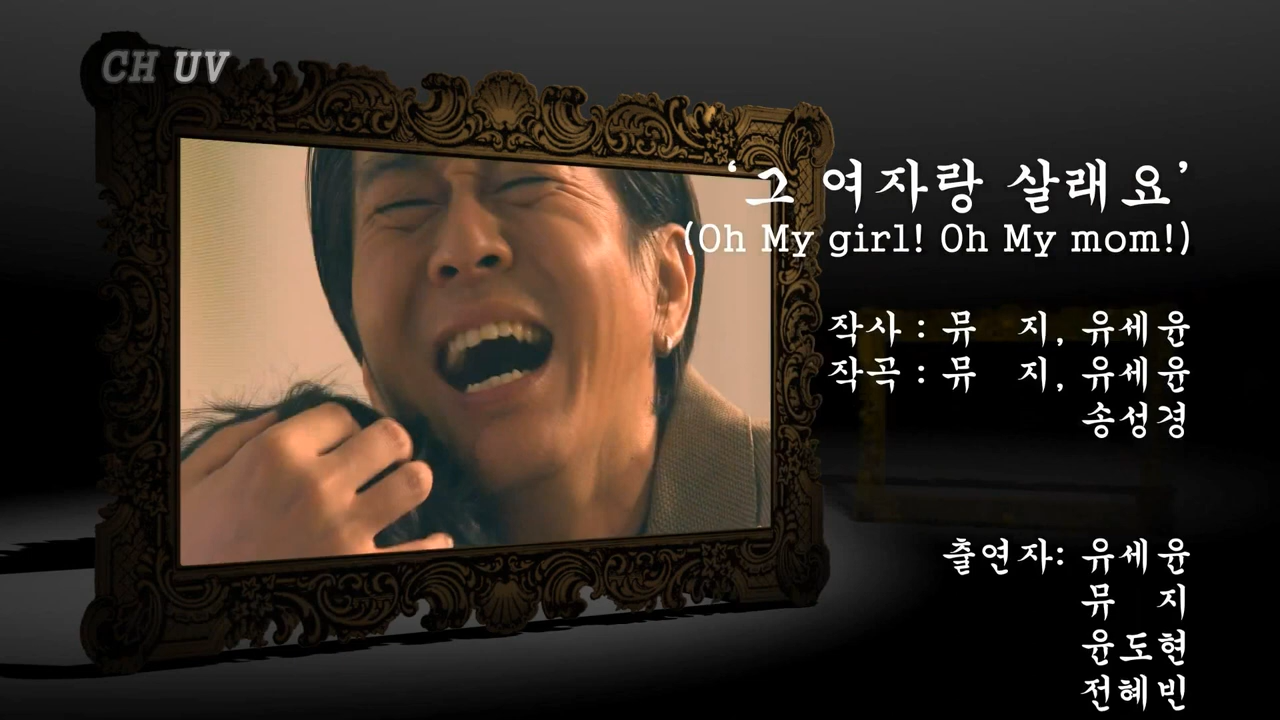 CH UV
‘그 여자랑 살래요’
(Oh My girl! Oh My mom!)
작사 : 뮤 지, 유세윤
작곡 : 뮤 지, 유세윤
송성경
출연자: 유세윤
뮤 지
윤도현
전혜빈